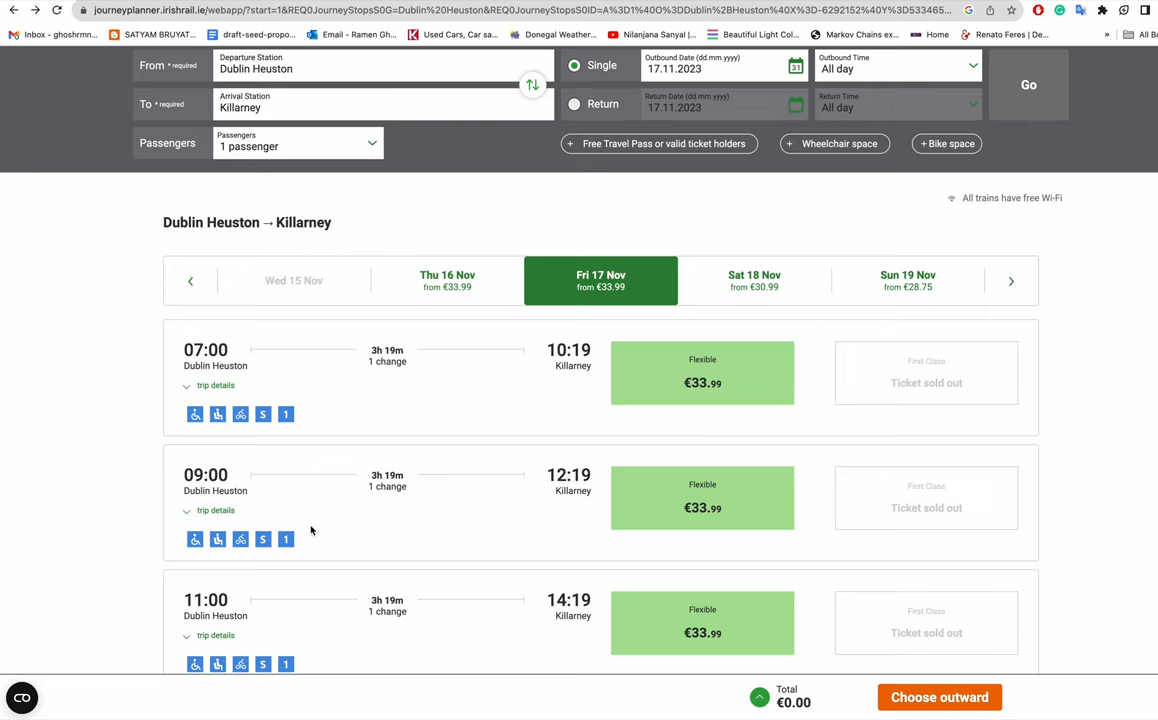 journeyplanner.irishrail.ie/webapp/?start=1&REQ0JourneyStopsS0G=Dublin%20Heuston&REQ0JourneyStopsS0ID=A%3D1%40O%3DDublin%2BHeuston%40X%3D-6292152%40Y%3D533465...
Inbox - ghoshrmn... SATYAM BRUYAT... draft-seed-propo... Email - Ramen Gh... Used Cars, Car sa... Donegal Weather... Nilanjana Sanyal |... Beautiful Light Col... Markov Chains ex... Home Renato Feres | De... » All Bo
From * required
Departure Station
Dublin Heuston
Single
Outbound Date (dd.mm.yyyy)
17.11.2023
31
Outbound Time
All day
Go
To * required
Arrival Station
Killarney
Return
Return Date (dd.mm.yyyy)
17.11.2023
Return Time
All day
Passengers
Passengers
1 passenger
+ Free Travel Pass or valid ticket holders
+ Wheelchair space
+ Bike space
All trains have free Wi-Fi
Dublin Heuston → Killarney
Wed 15 Nov
Thu 16 Nov
from €33.99
Fri 17 Nov
from €33.99
Sat 18 Nov
from €30.99
Sun 19 Nov
from €28.75
07:00
Dublin Heuston
trip details
3h 19m
1 change
10:19
Killarney
Flexible
€33.99
First Class
Ticket sold out
S 1
09:00
Dublin Heuston
trip details
3h 19m
1 change
12:19
Killarney
Flexible
€33.99
First Class
Ticket sold out
S 1
11:00
Dublin Heuston
trip details
3h 19m
1 change
14:19
Killarney
Flexible
€33.99
First Class
Ticket sold out
S 1
Total
€0.00
Choose outward